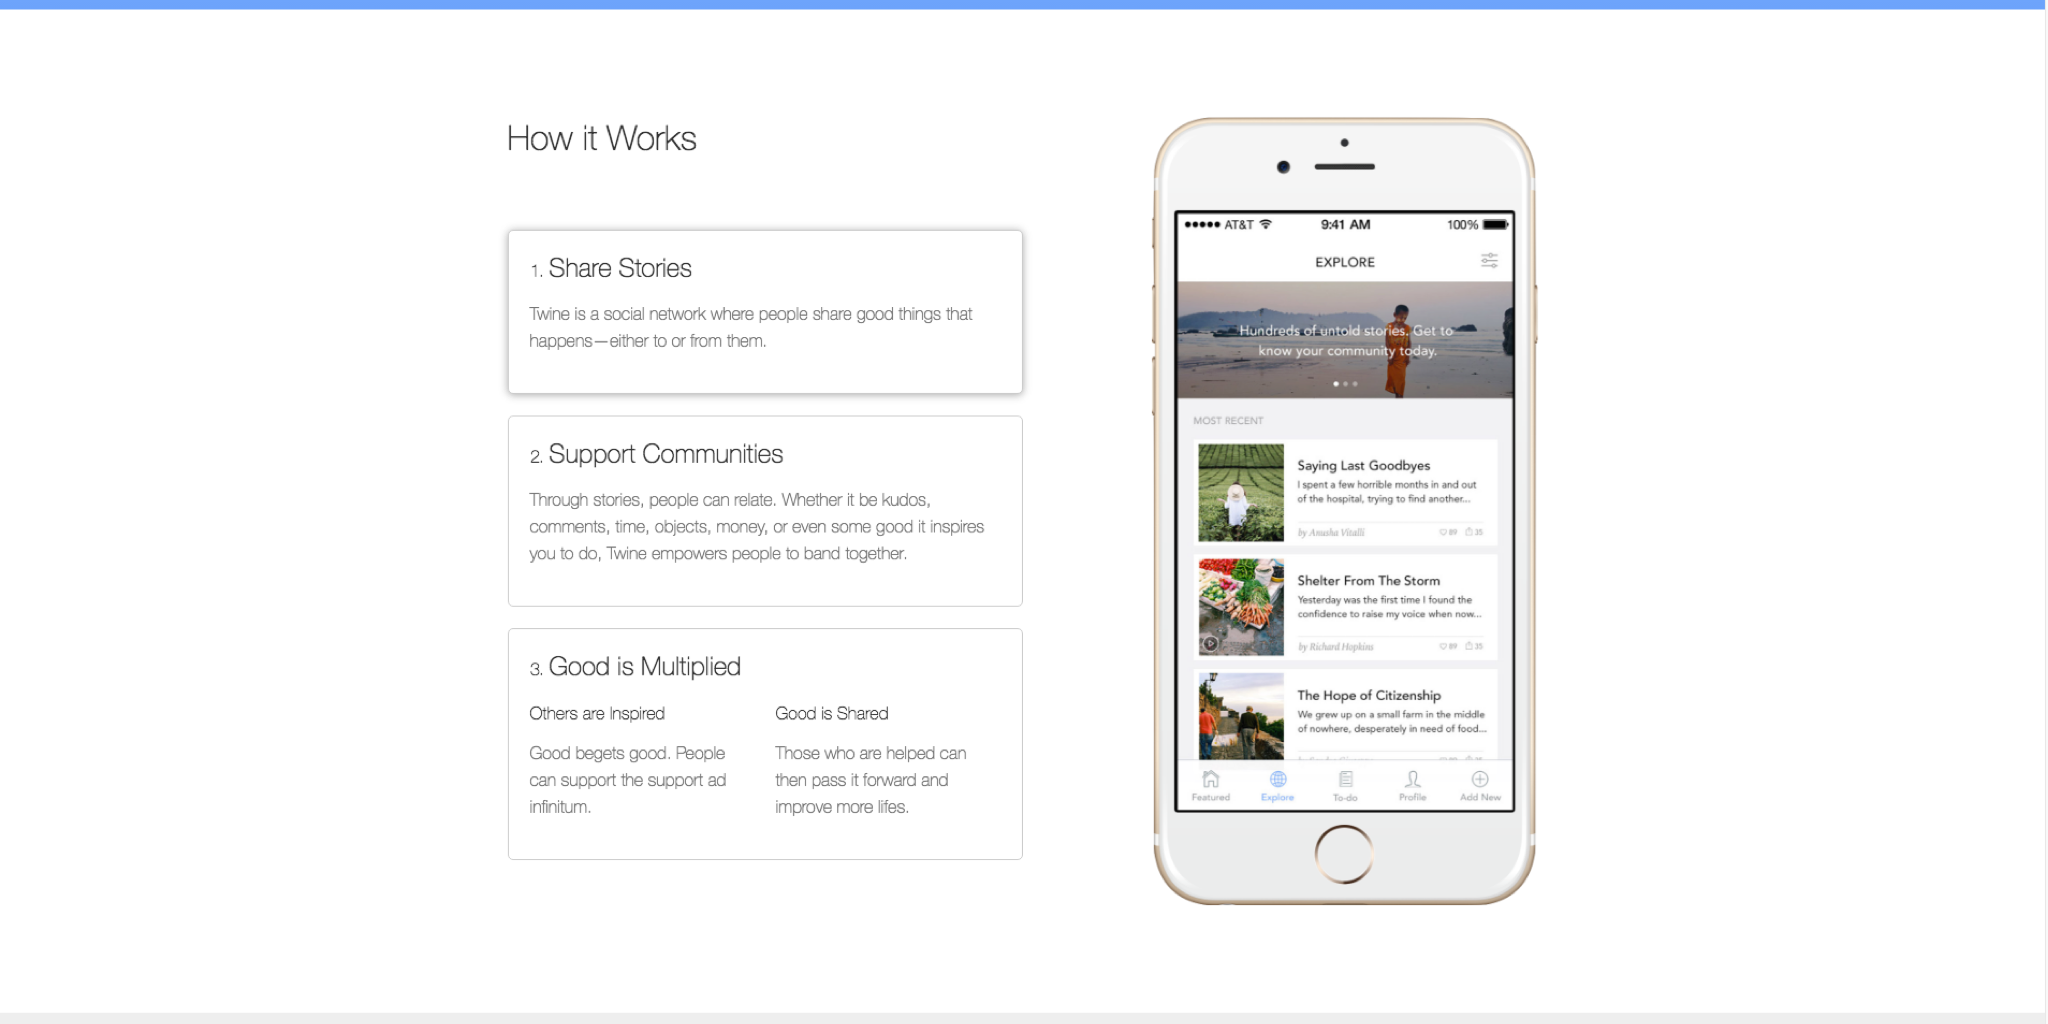 How it Works
1. Share Stories
Twine is a social network where people share good things that
happens—either to or from them.
2. Support Communities
Through stories, people can relate. Whether it be kudos,
comments, time, objects, money, or even some good it inspires
you to do, Twine empowers people to band together.
3. Good is Multiplied
Others are Inspired
Good begets good. People
can support the support ad
infinitum.
Good is Shared
Those who are helped can
then pass it forward and
improve more lifes.
AT&T 9:41 AM 100%
EXPLORE
Hundreds of untold stories. Get to
know your community today.
MOST RECENT
Saying Last Goodbyes
I spent a few horrible months in and out
of the hospital, trying to find another...
by Anusha Vitalli 89 35
Shelter From The Storm
Yesterday was the first time I found the
confidence to raise my voice when now...
by Richard Hopkins 89 35
The Hope of Citizenship
We grew up on a small farm in the middle
of nowhere, desperately in need of food...
Featured Explore To-do Profile Add New